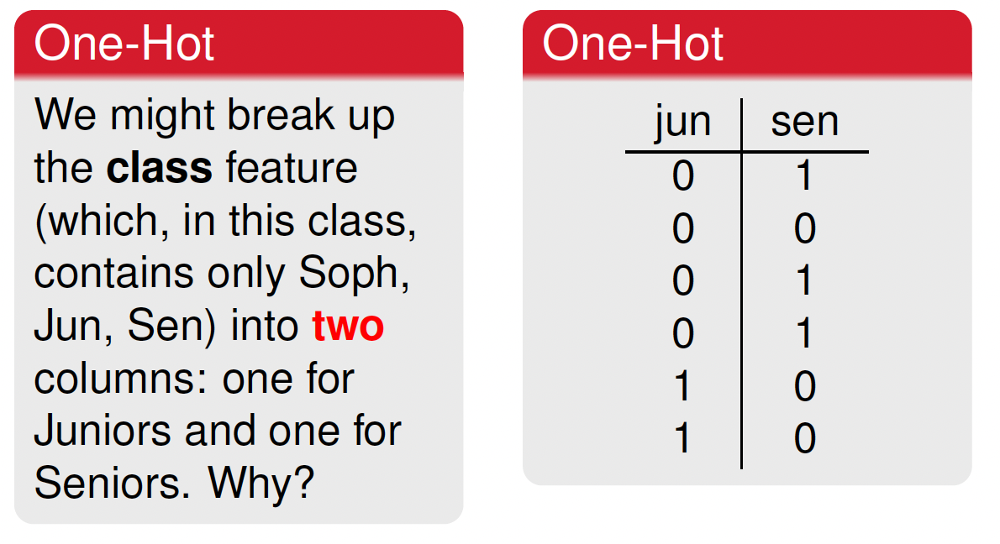 One-Hot
We might break up
the class feature
(which, in this class,
contains only Soph,
Jun, Sen) into two
columns: one for
Juniors and one for
Seniors. Why?
One-Hot
jun sen
0 1
0 0
0 1
0 1
1 0
1 0